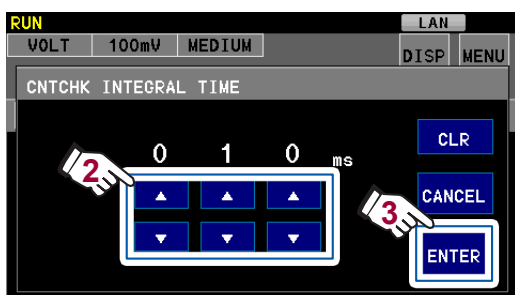 RUN LAN
VOLT 100mV MEDIUM DISP MENU
CNTCHK INTEGRAL TIME
CLR
0 1 0 ms
2
▲ ▲ ▲ CANCEL
3
▼ ▼ ▼ ENTER